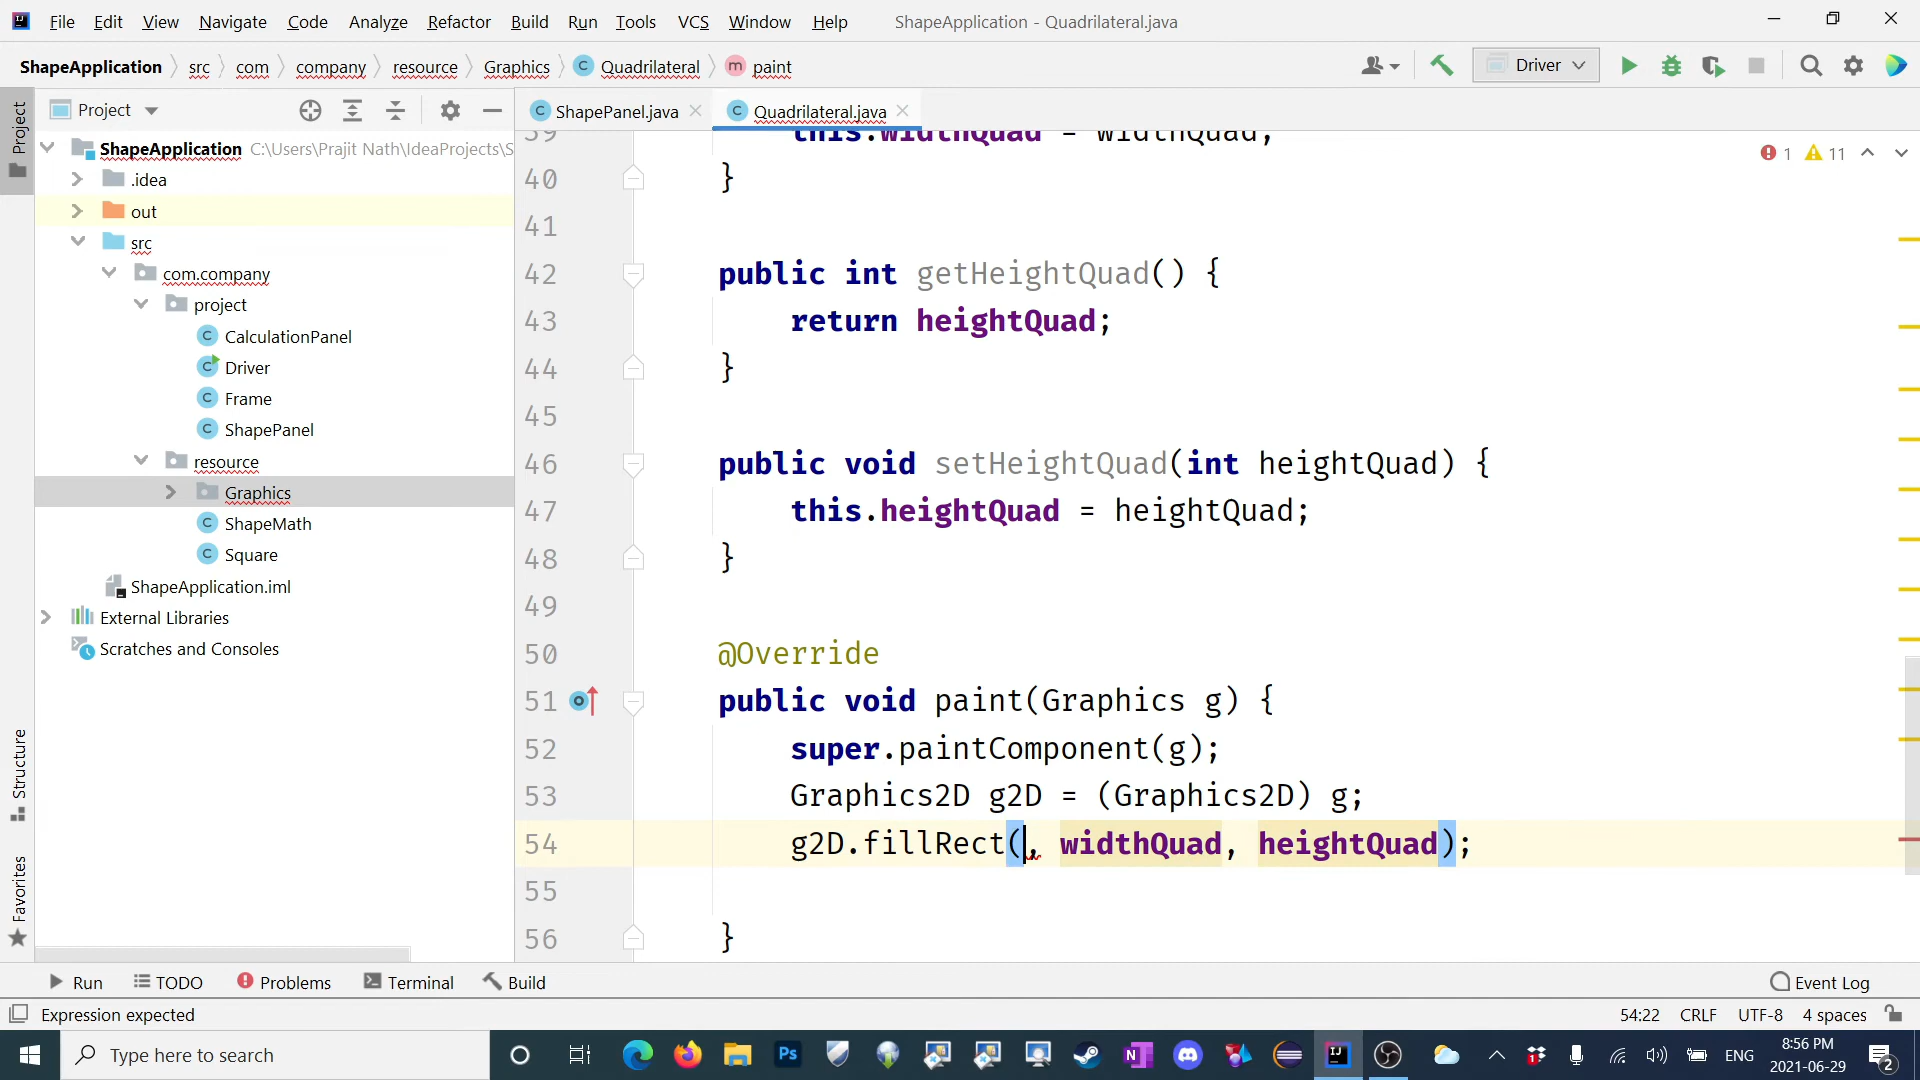 File Edit View Navigate Code Analyze Refactor Build Run Tools VCS Window Help ShapeApplication - Quadrilateral.java
ShapeApplication src com company resource Graphics Quadrilateral paint Driver
Project
Project
ShapePanel.java Quadrilateral.java
ShapeApplication C:\Users\Prajit Nath\IdeaProjects\S
.idea
out
src
com.company
project
CalculationPanel
Driver
Frame
ShapePanel
resource
Graphics
ShapeMath
Square
ShapeApplication.iml
External Libraries
Scratches and Consoles
Structure
Favorites
1 11
39 this.widthQuad = widthQuad;
40 }
41
42 public int getHeightQuad() {
43 return heightQuad;
44 }
45
46 public void setHeightQuad(int heightQuad) {
47 this.heightQuad = heightQuad;
48 }
49
50 @Override
51 public void paint(Graphics g) {
52 super.paintComponent(g);
53 Graphics2D g2D = (Graphics2D) g;
54 g2D.fillRect(, widthQuad, heightQuad);
55
56 }
Run TODO Problems Terminal Build Event Log
Expression expected 54:22 CRLF UTF-8 4 spaces
Type here to search ENG 8:56 PM
2021-06-29 2